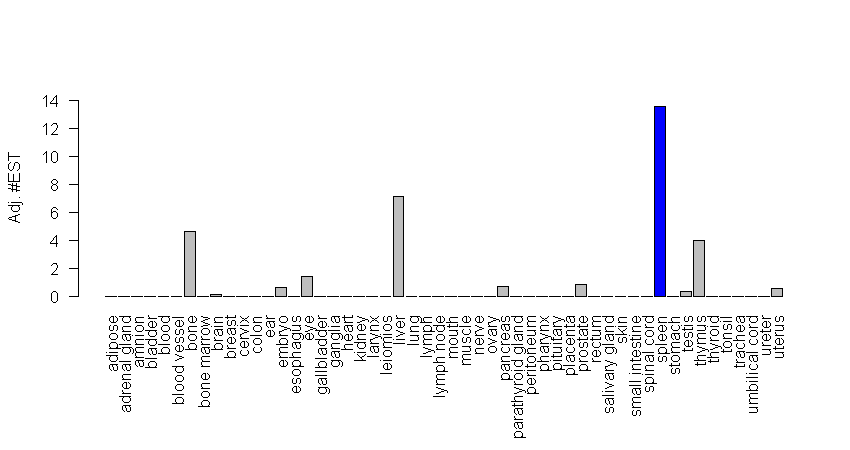 Adj. #EST
14
12
10
8
6
4
2
0
adipose
adrenal gland
amnion
bladder
blood
blood vessel
bone
bone marrow
brain
breast
cervix
colon
ear
embryo
esophagus
eye
gallbladder
ganglia
heart
kidney
larynx
leiomios
liver
lung
lymph
lymph node
mouth
muscle
nerve
ovary
pancreas
parathyroid gland
peritoneum
pharynx
pituitary
placenta
prostate
rectum
salivary gland
skin
small intestine
spinal cord
spleen
stomach
testis
thymus
thyroid
tonsil
trachea
umbilical cord
ureter
uterus